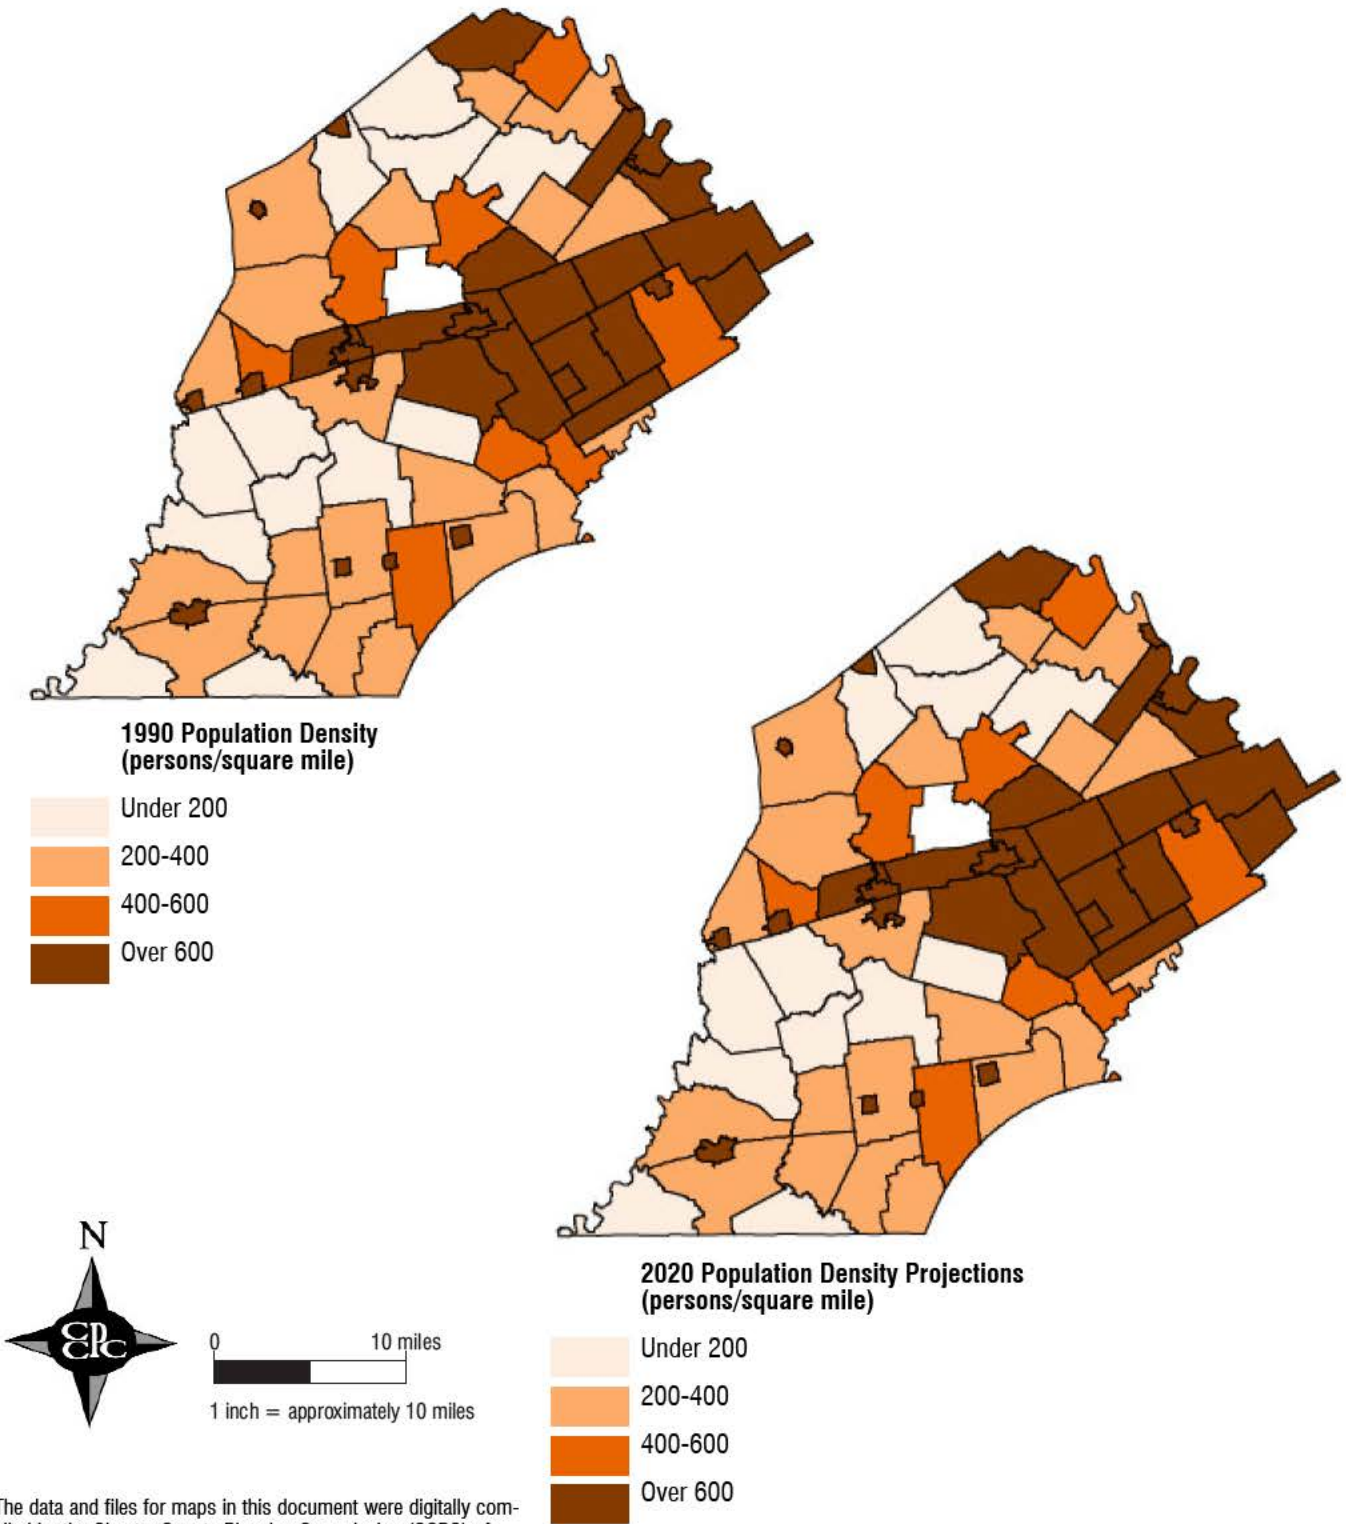 1990 Population Density
(persons/square mile)
Under 200
200-400
400-600
Over 600
N
CP
CIC
0 10 miles
1 inch = approximately 10 miles
2020 Population Density Projections
(persons/square mile)
Under 200
200-400
400-600
Over 600
The data and files for maps in this document were digitally com-